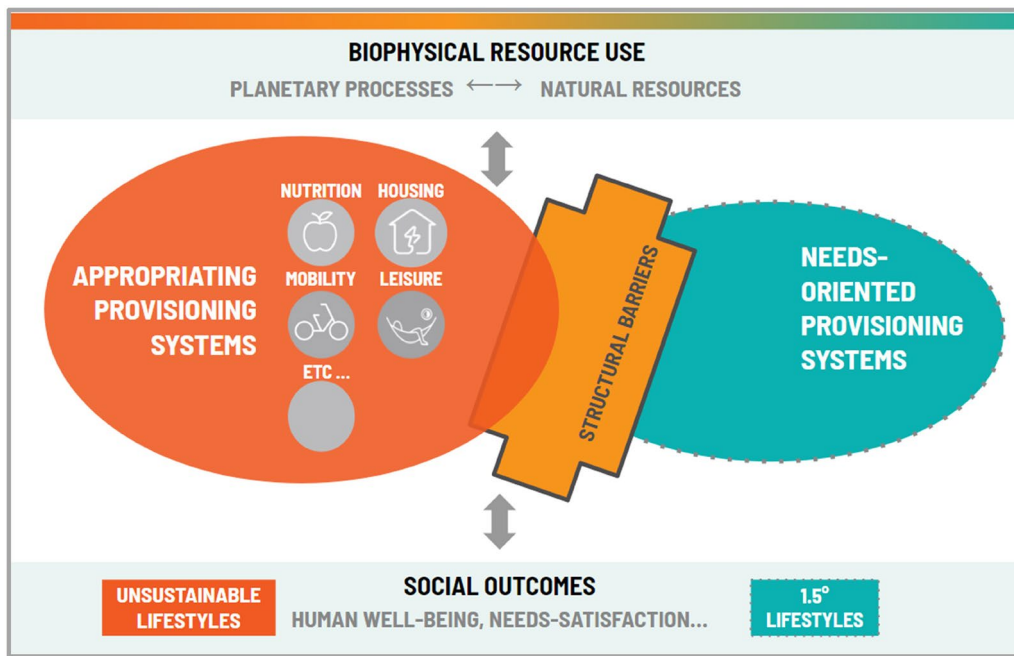 BIOPHYSICAL RESOURCE USE
PLANETARY PROCESSES ←→ NATURAL RESOURCES
NUTRITION HOUSING
APPROPRIATING
PROVISIONING
SYSTEMS
MOBILITY LEISURE
ETC ...
STRUCTURAL BARRIERS
NEEDS-
ORIENTED
PROVISIONING
SYSTEMS
UNSUSTAINABLE
LIFESTYLES
SOCIAL OUTCOMES
HUMAN WELL-BEING, NEEDS-SATISFACTION...
1.5°
LIFESTYLES